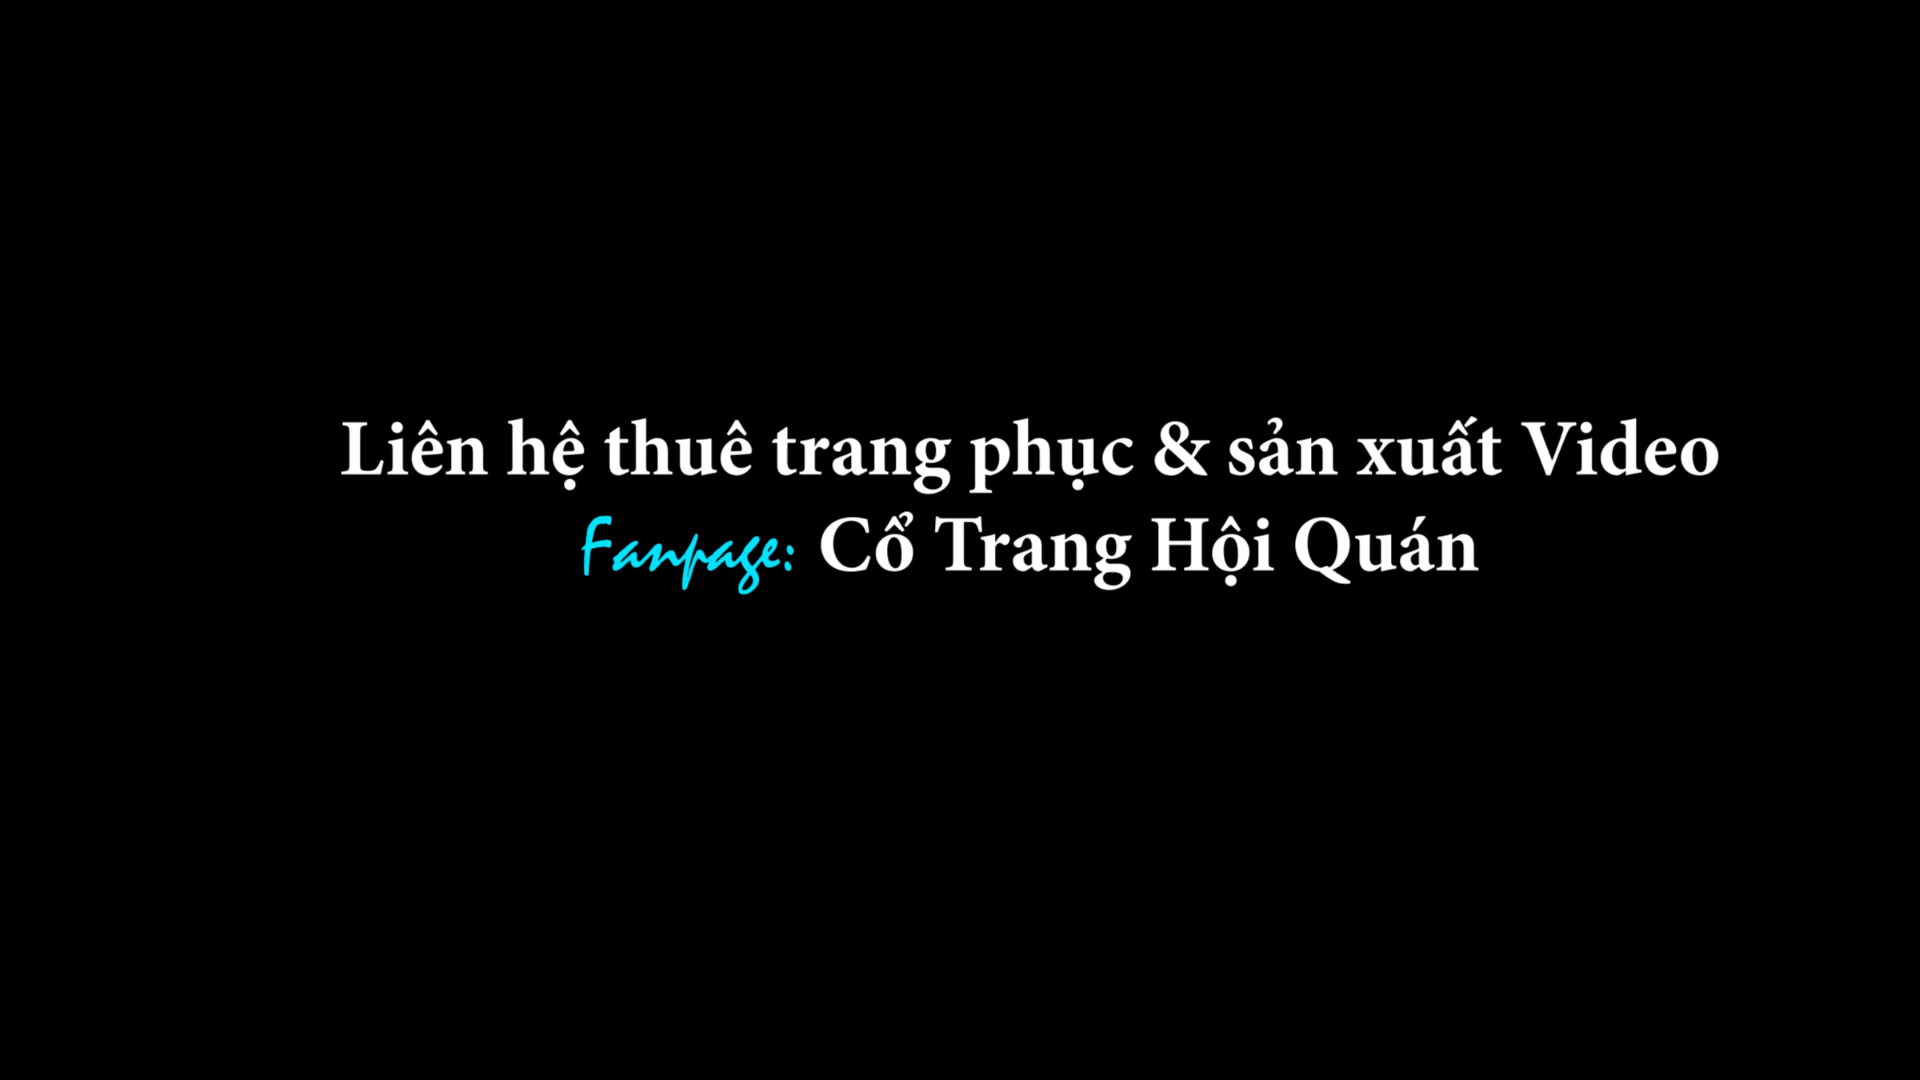 Liên hệ thuê trang phục & sản xuất Video
Fanpage: Cổ Trang Hội Quán